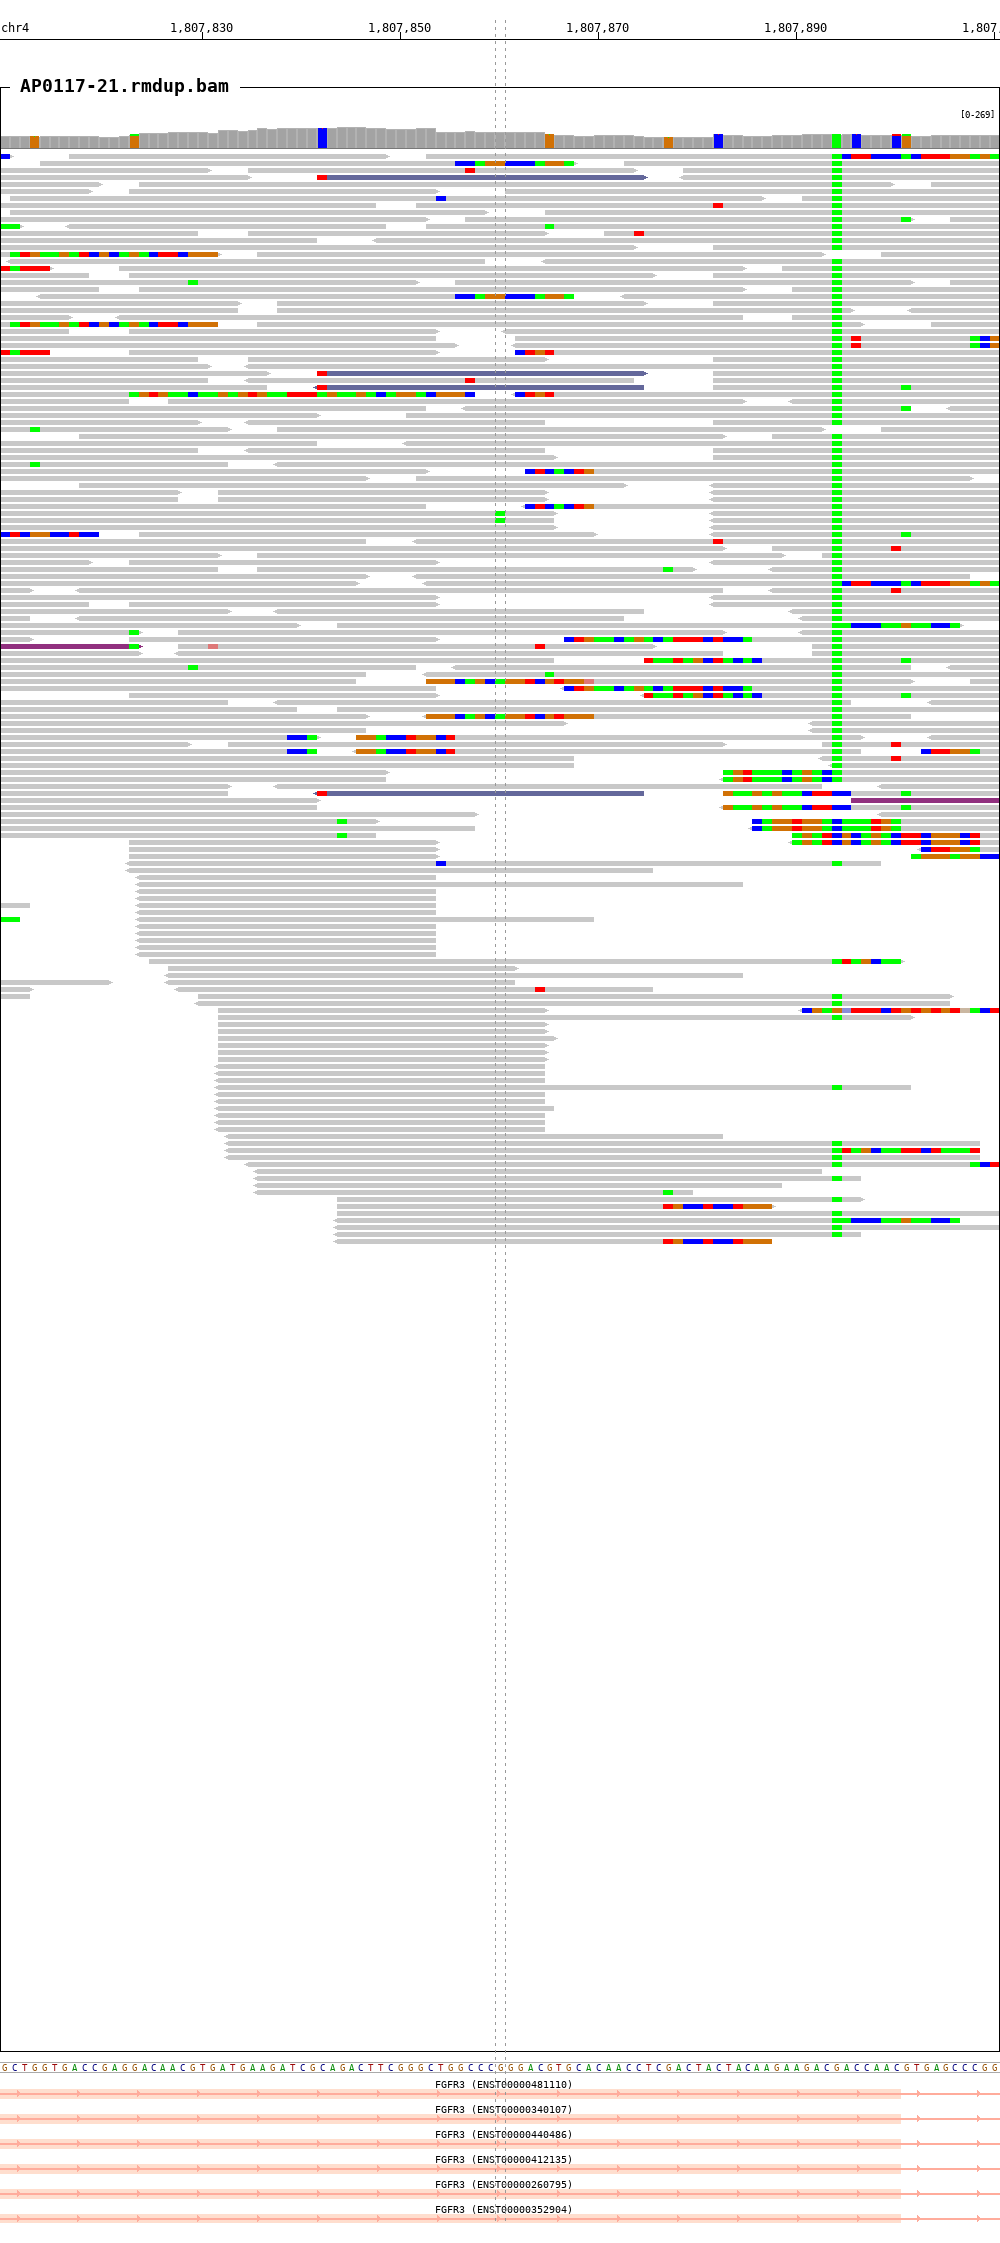 chr4 1,807,830 1,807,850 1,807,870 1,807,890 1,807,
AP0117-21.rmdup.bam
[0-269]
GCTGGTGACCGAGGACAACGTGATGAAGATCGCAGACTTCGGGCTGGCCCGGGACGTGCACAACCTCGACTACTACAAGAAGACGACCAACGTGAGCCCGG
FGFR3 (ENST00000481110)
FGFR3 (ENST00000340107)
FGFR3 (ENST00000440486)
FGFR3 (ENST00000412135)
FGFR3 (ENST00000260795)
FGFR3 (ENST00000352904)